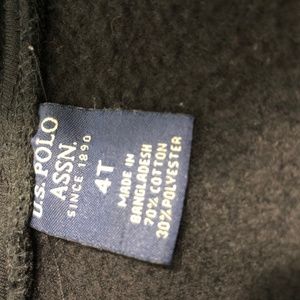 U.S. POLO
ASSN.
SINCE 1890
4T
MADE IN
BANGLADESH
70% COTTON
30% POLYESTER